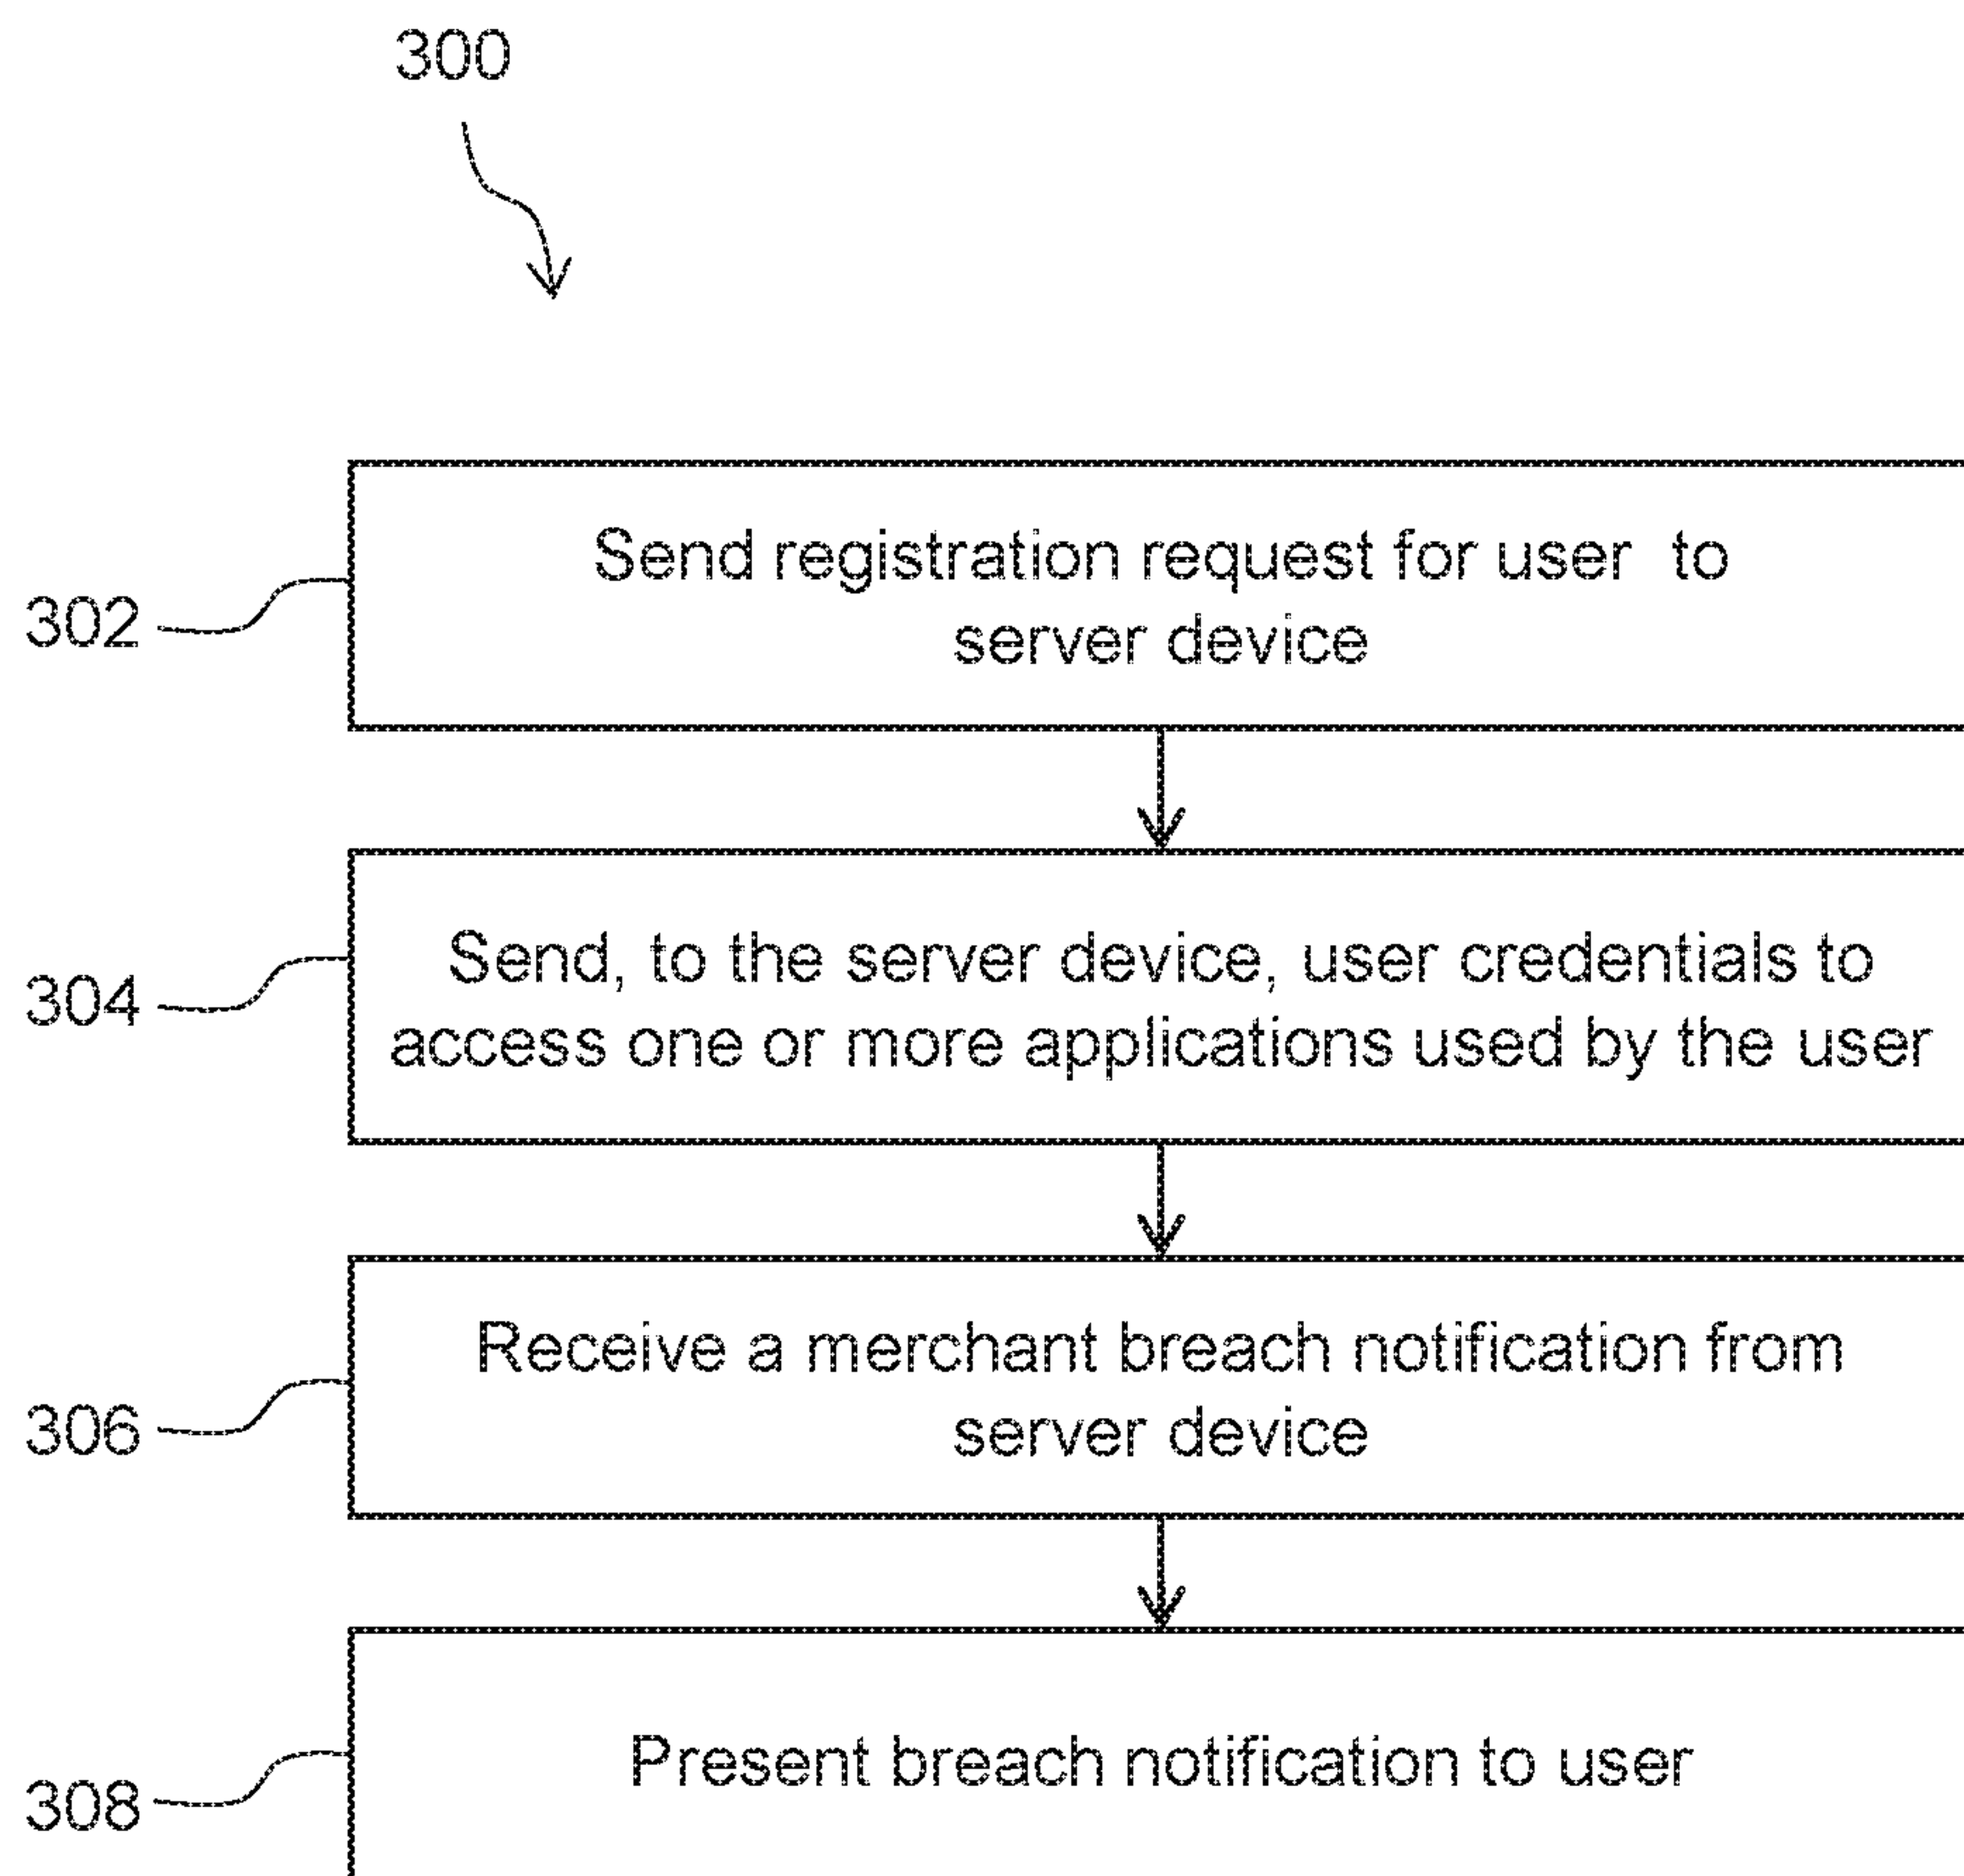 300
302
Send registration request for user to
server device
304
Send, to the server device, user credentials to
access one or more applications used by the user
306
Receive a merchant breach notification from
server device
308
Present breach notification to user